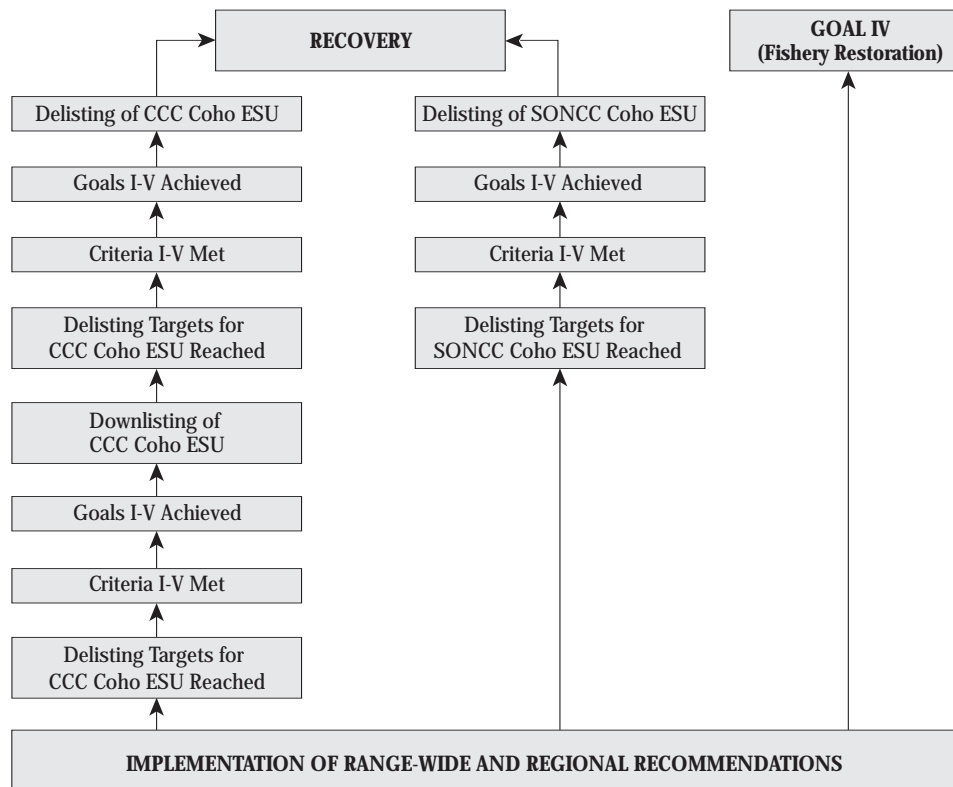 RECOVERY
GOAL IV
(Fishery Restoration)
Delisting of CCC Coho ESU
Delisting of SONCC Coho ESU
Goals I-V Achieved
Goals I-V Achieved
Criteria I-V Met
Criteria I-V Met
Delisting Targets for
CCC Coho ESU Reached
Delisting Targets for
SONCC Coho ESU Reached
Downlisting of
CCC Coho ESU
Goals I-V Achieved
Criteria I-V Met
Delisting Targets for
CCC Coho ESU Reached
IMPLEMENTATION OF RANGE-WIDE AND REGIONAL RECOMMENDATIONS